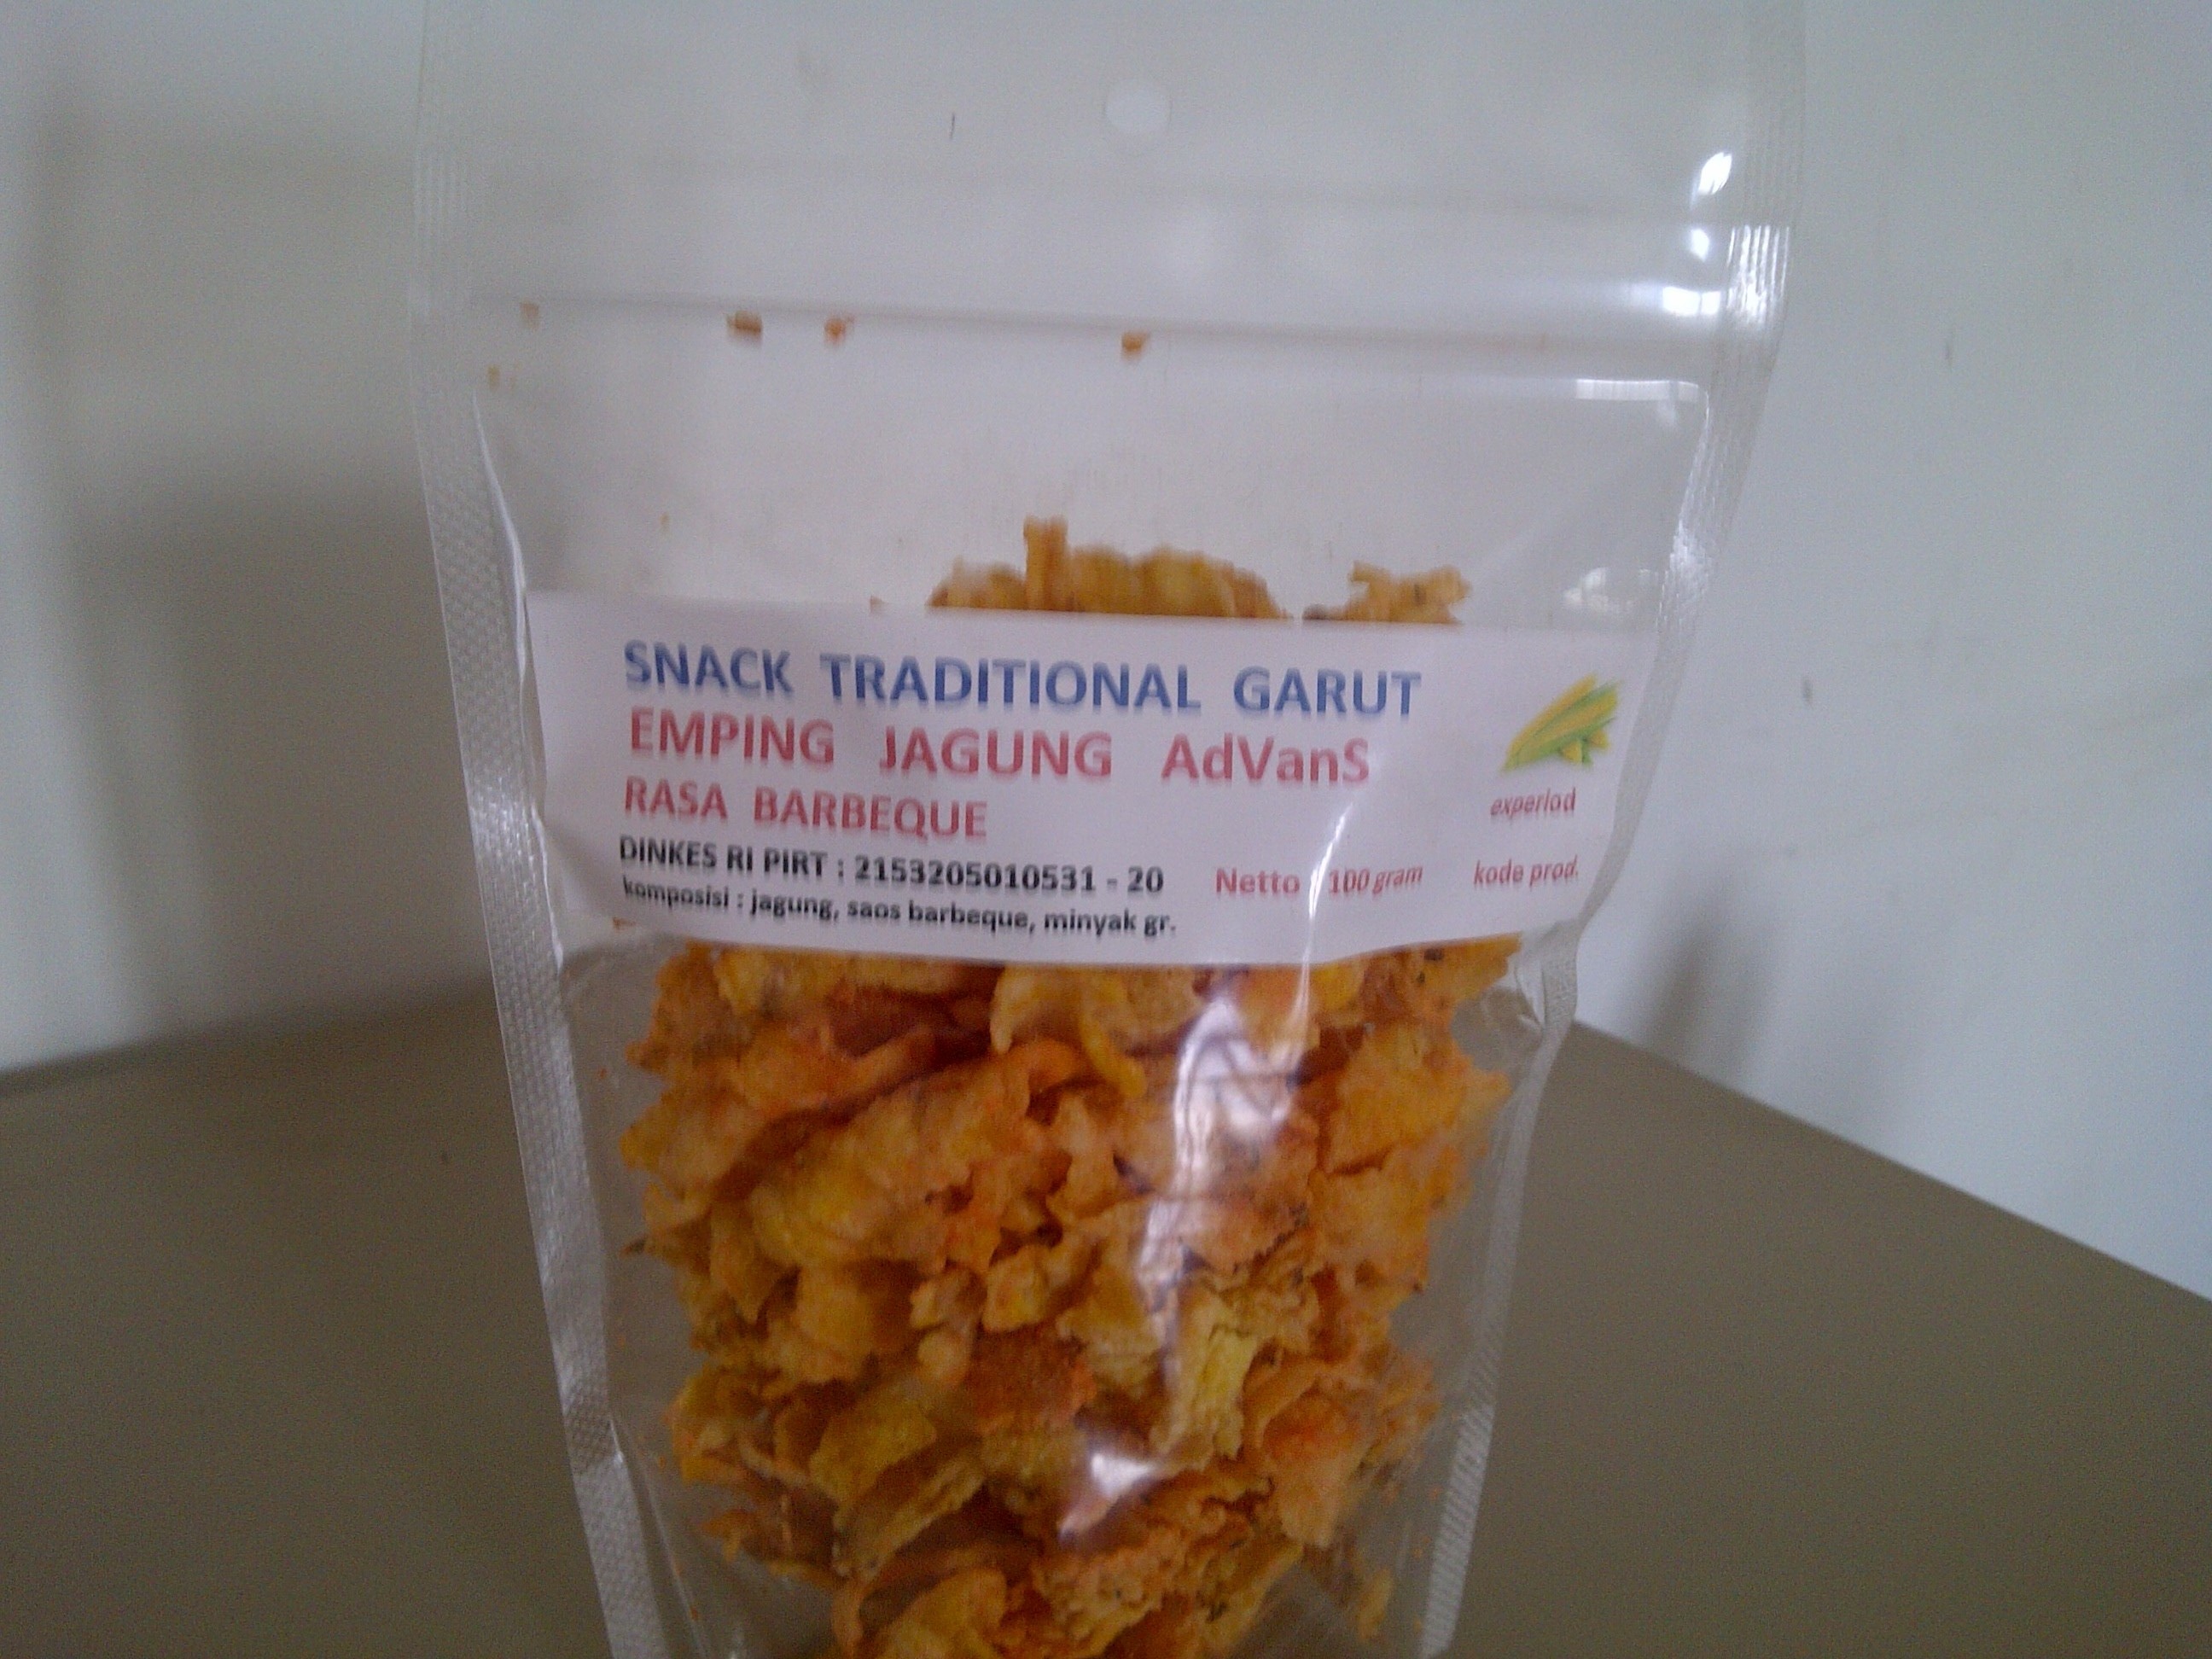 SNACK TRADITIONAL GARUT
EMPING JAGUNG AdVanS
RASA BARBEQUE
experiod
DINKES RI PIRT : 2153205010531 - 20 Netto 100 gram kode prod.
komposisi : jagung, saos barbeque, minyak gr.